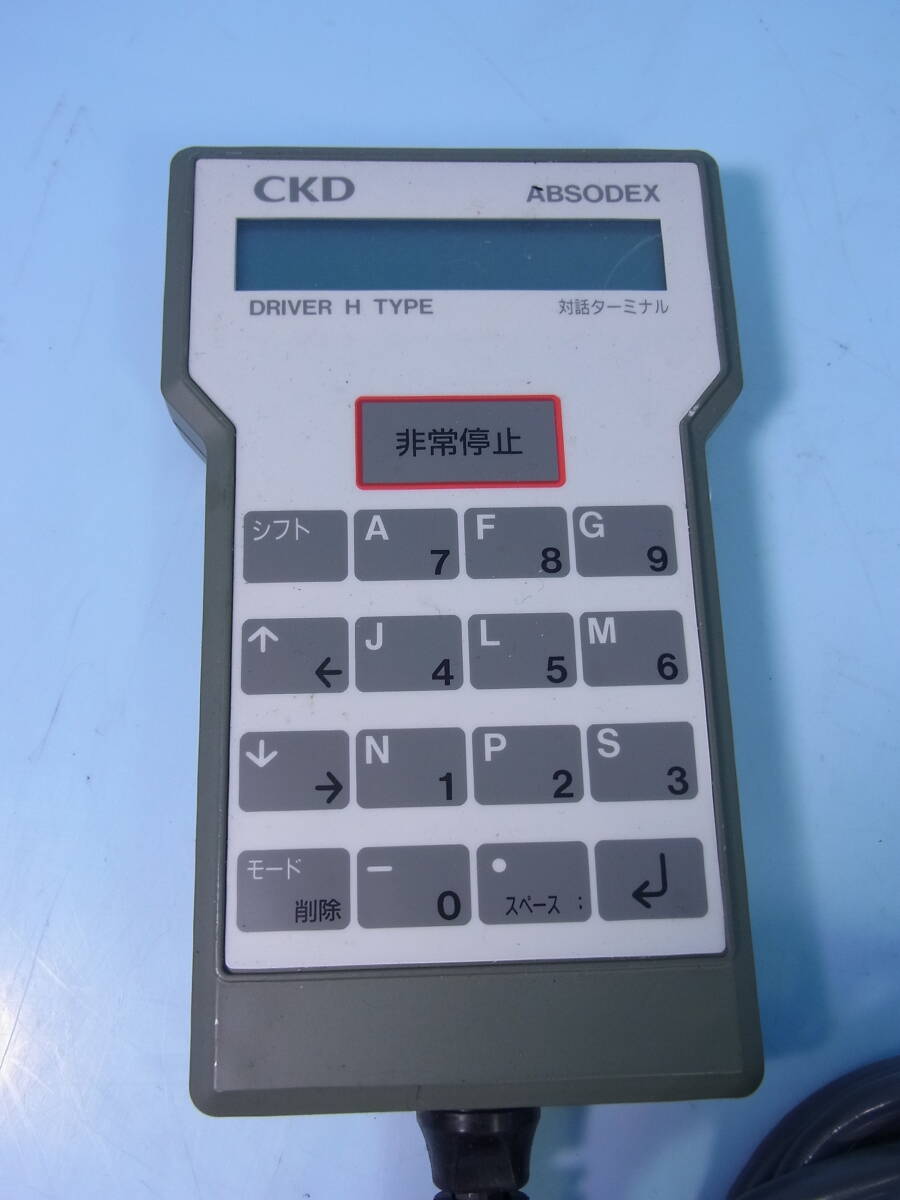 CKD ABSODEX
DRIVER H TYPE 対話ターミナル
非常停止
シフト A 7 F 8 G 9
↑ ← J 4 L 5 M 6
↓ → N 1 P 2 S 3
モード 削除 − 0 • スペース ; ↵